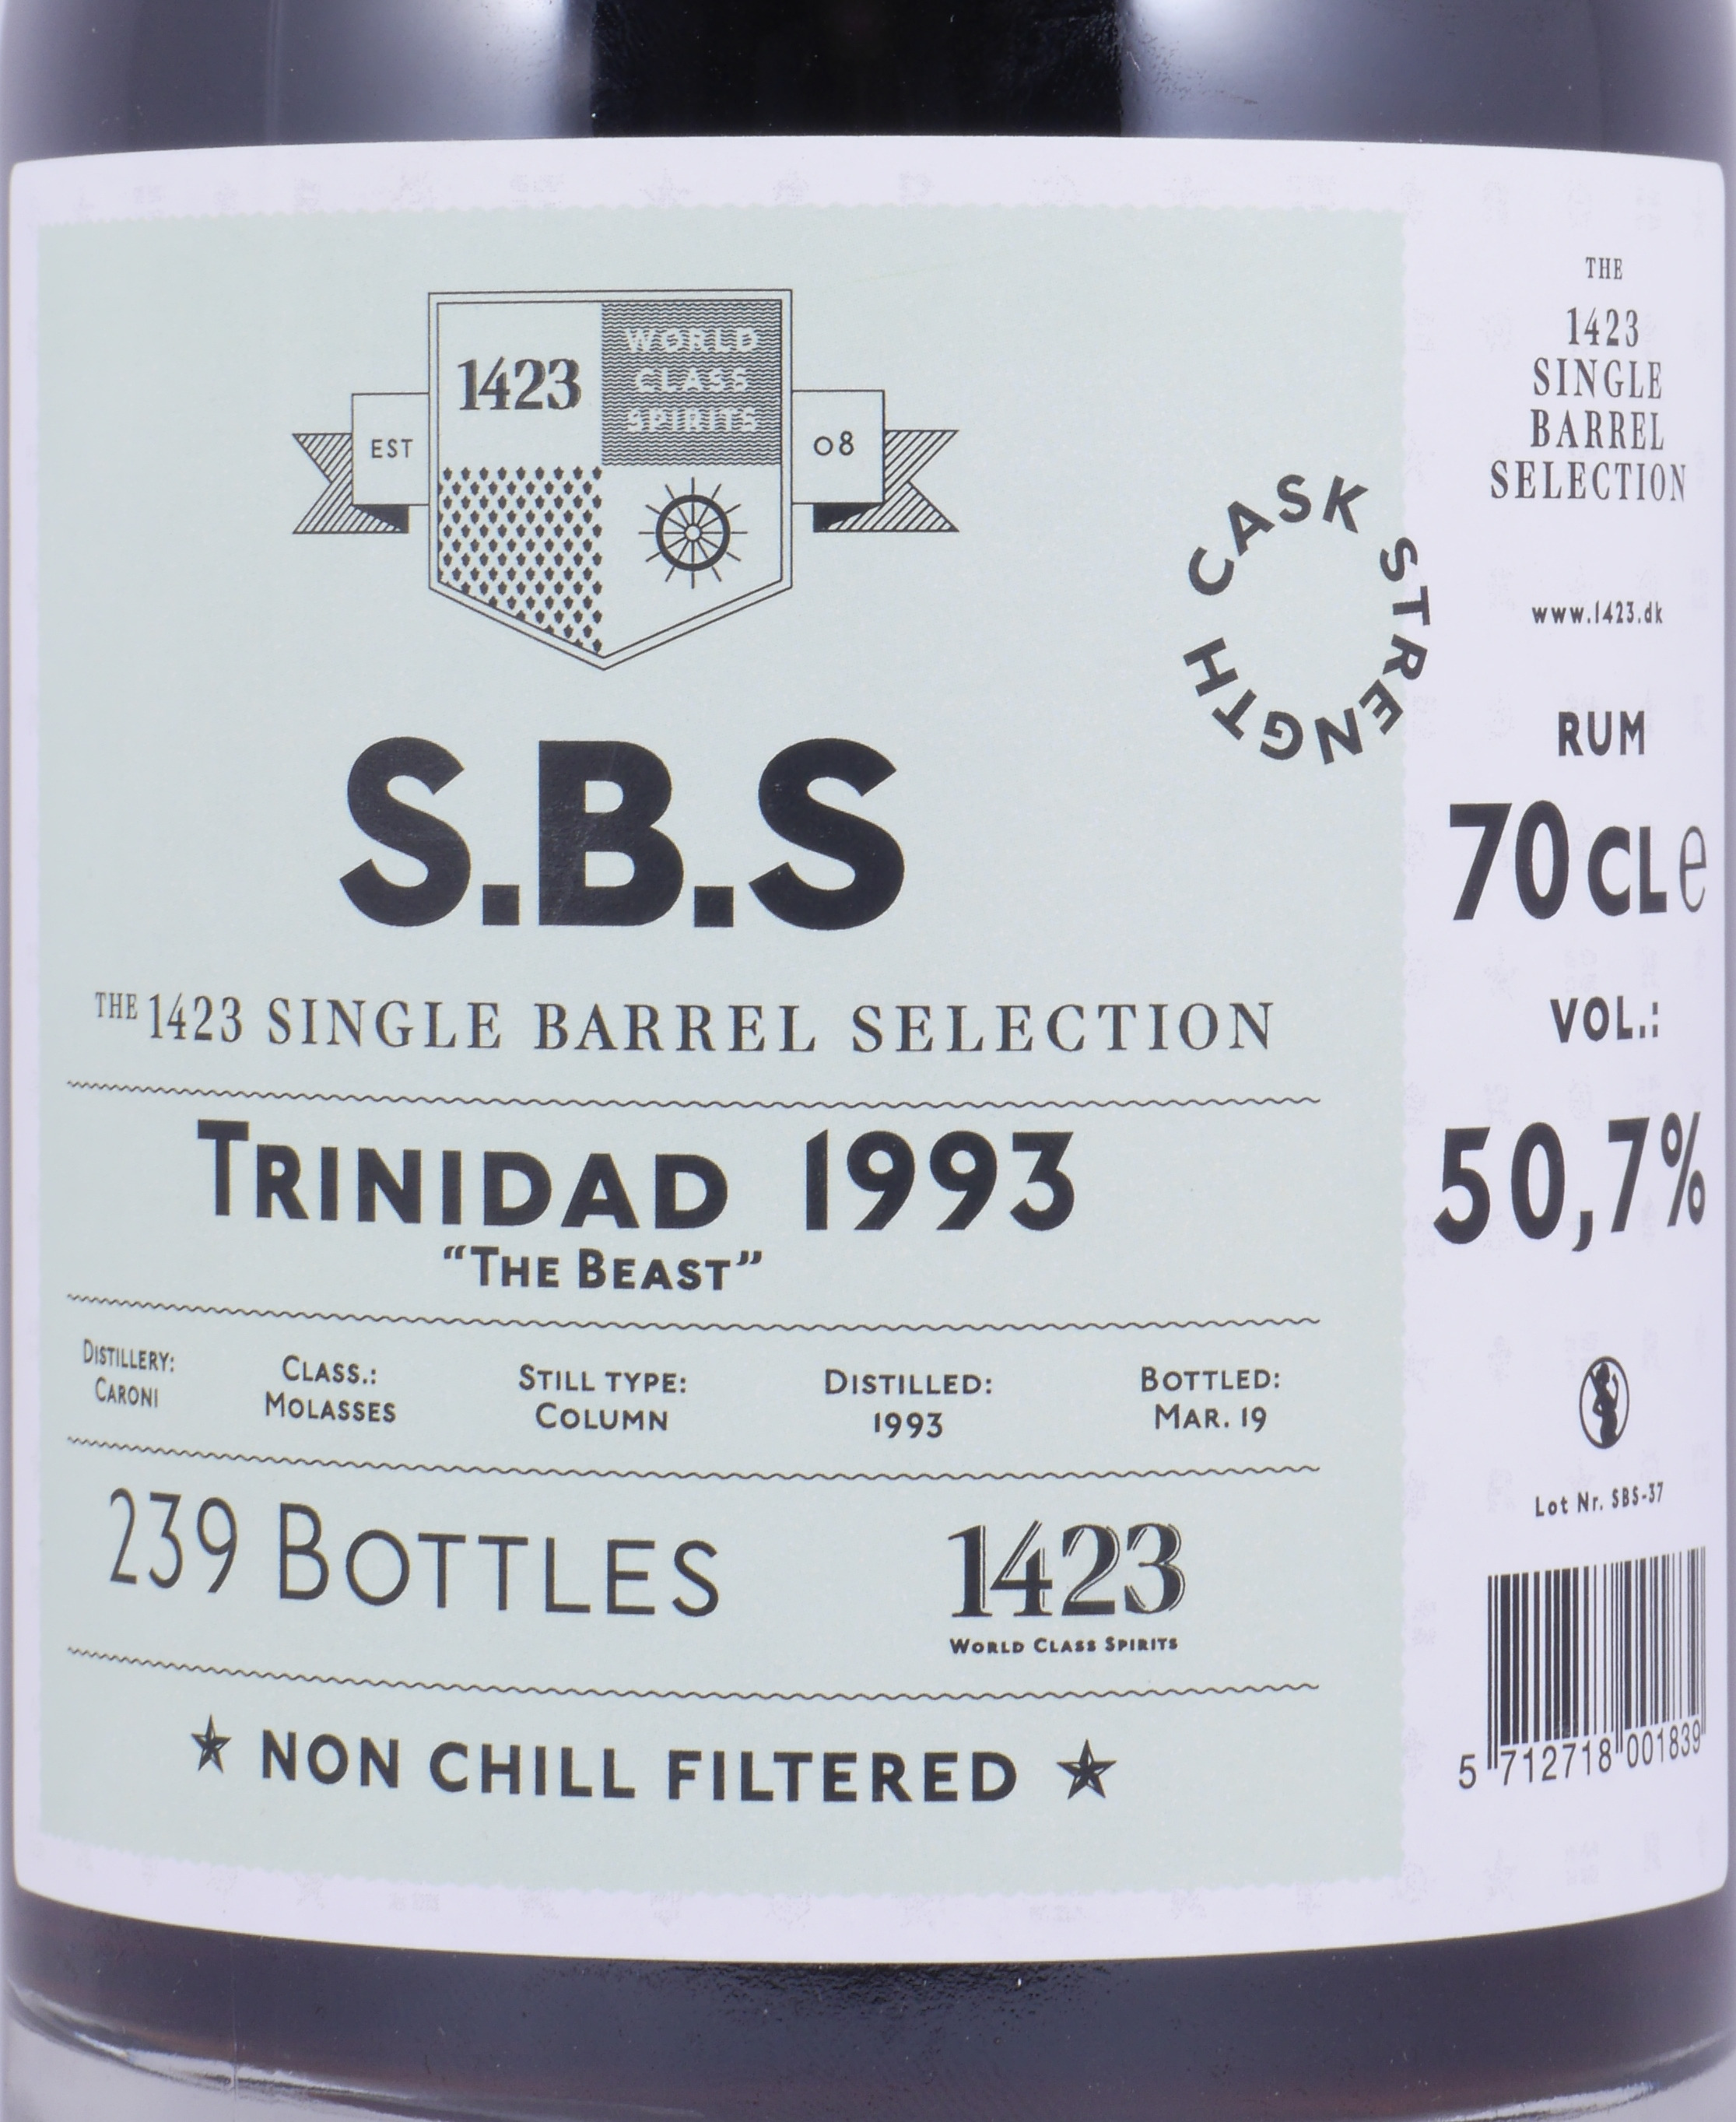 1423
WORLD
CLASS
SPIRITS
EST
08
CASK STRENGTH
S.B.S
THE 1423 SINGLE BARREL SELECTION
TRINIDAD 1993
“THE BEAST”
DISTILLERY:
CARONI
CLASS.:
MOLASSES
STILL TYPE:
COLUMN
DISTILLED:
1993
BOTTLED:
MAR. 19
239 BOTTLES
1423
WORLD CLASS SPIRITS
★ NON CHILL FILTERED ★
THE
1423
SINGLE
BARREL
SELECTION
www.1423.dk
RUM
70 CL e
VOL.:
50,7%
Lot Nr. SBS-37
5 712718 001839